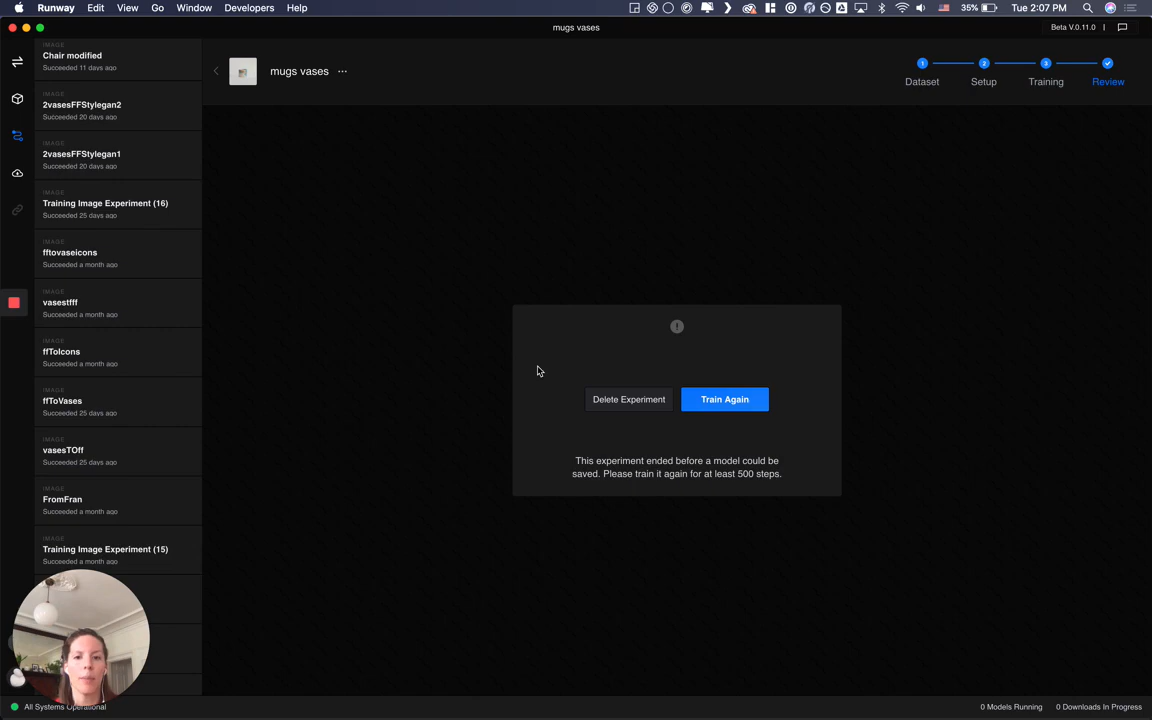 Runway File Edit View Go Window Developers Help
35% Tue 2:07 PM
mugs vases
Beta V.0.11.0
IMAGE
Chair modified
Succeeded 11 days ago
IMAGE
2vasesFFStylegan2
Succeeded 20 days ago
IMAGE
2vasesFFStylegan1
Succeeded 20 days ago
IMAGE
Training Image Experiment (16)
Succeeded 25 days ago
IMAGE
fftovaseicons
Succeeded a month ago
IMAGE
vasestfff
Succeeded a month ago
IMAGE
ffToIcons
Succeeded a month ago
IMAGE
ffToVases
Succeeded 25 days ago
IMAGE
vasesTOff
Succeeded 25 days ago
IMAGE
FromFran
Succeeded a month ago
IMAGE
Training Image Experiment (15)
Succeeded a month ago
mugs vases ...
1 2 3
Dataset Setup Training Review
Delete Experiment Train Again
This experiment ended before a model could be
saved. Please train it again for at least 500 steps.
All Systems Operational
0 Models Running 0 Downloads In Progress